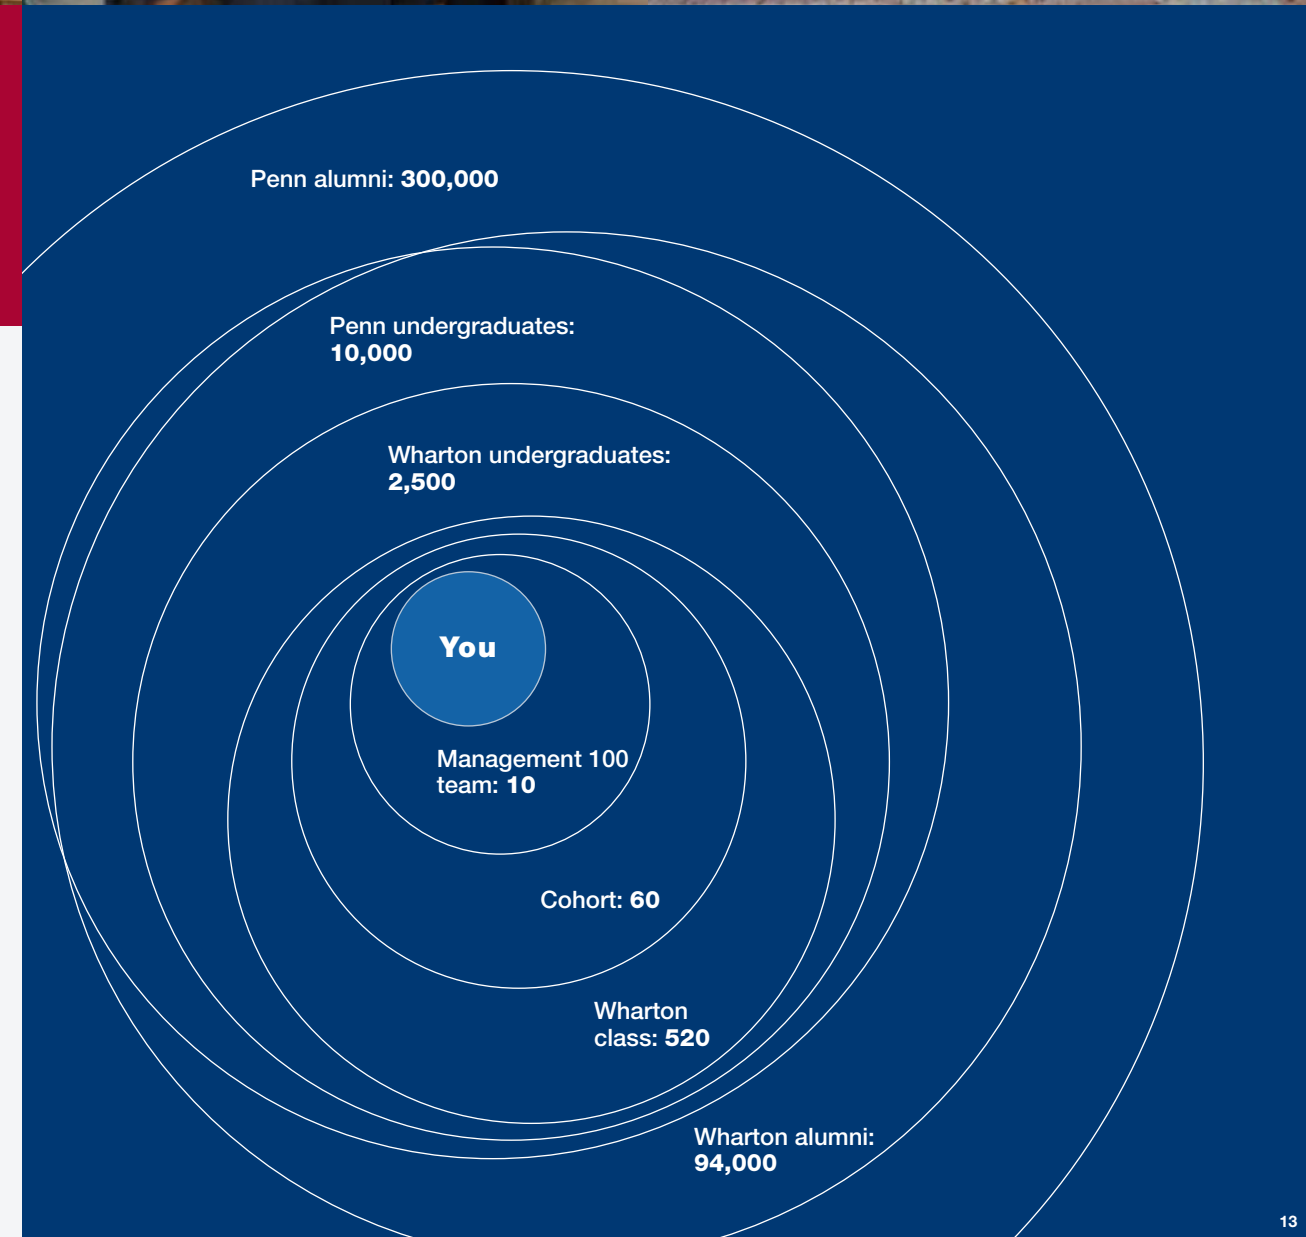 Penn alumni: 300,000
Penn undergraduates:
10,000
Wharton undergraduates:
2,500
You
Management 100
team: 10
Cohort: 60
Wharton
class: 520
Wharton alumni:
94,000
13